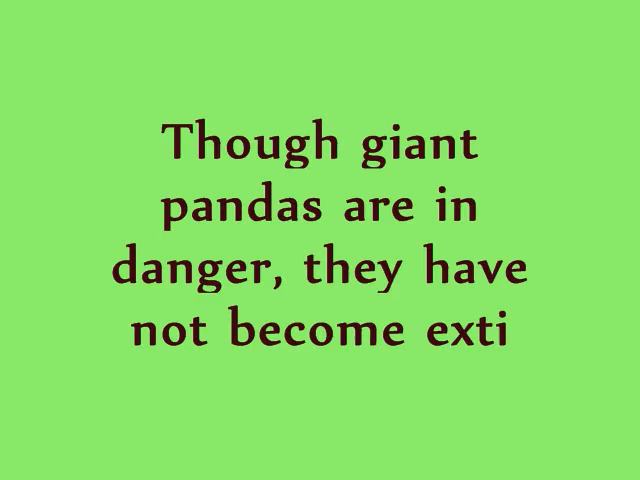 Though giant
pandas are in
danger, they have
not become exti